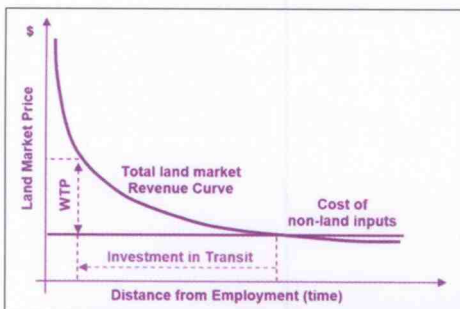 $
Land Market Price
WTP
Total land market
Revenue Curve
Cost of
non-land inputs
Investment in Transit
Distance from Employment (time)